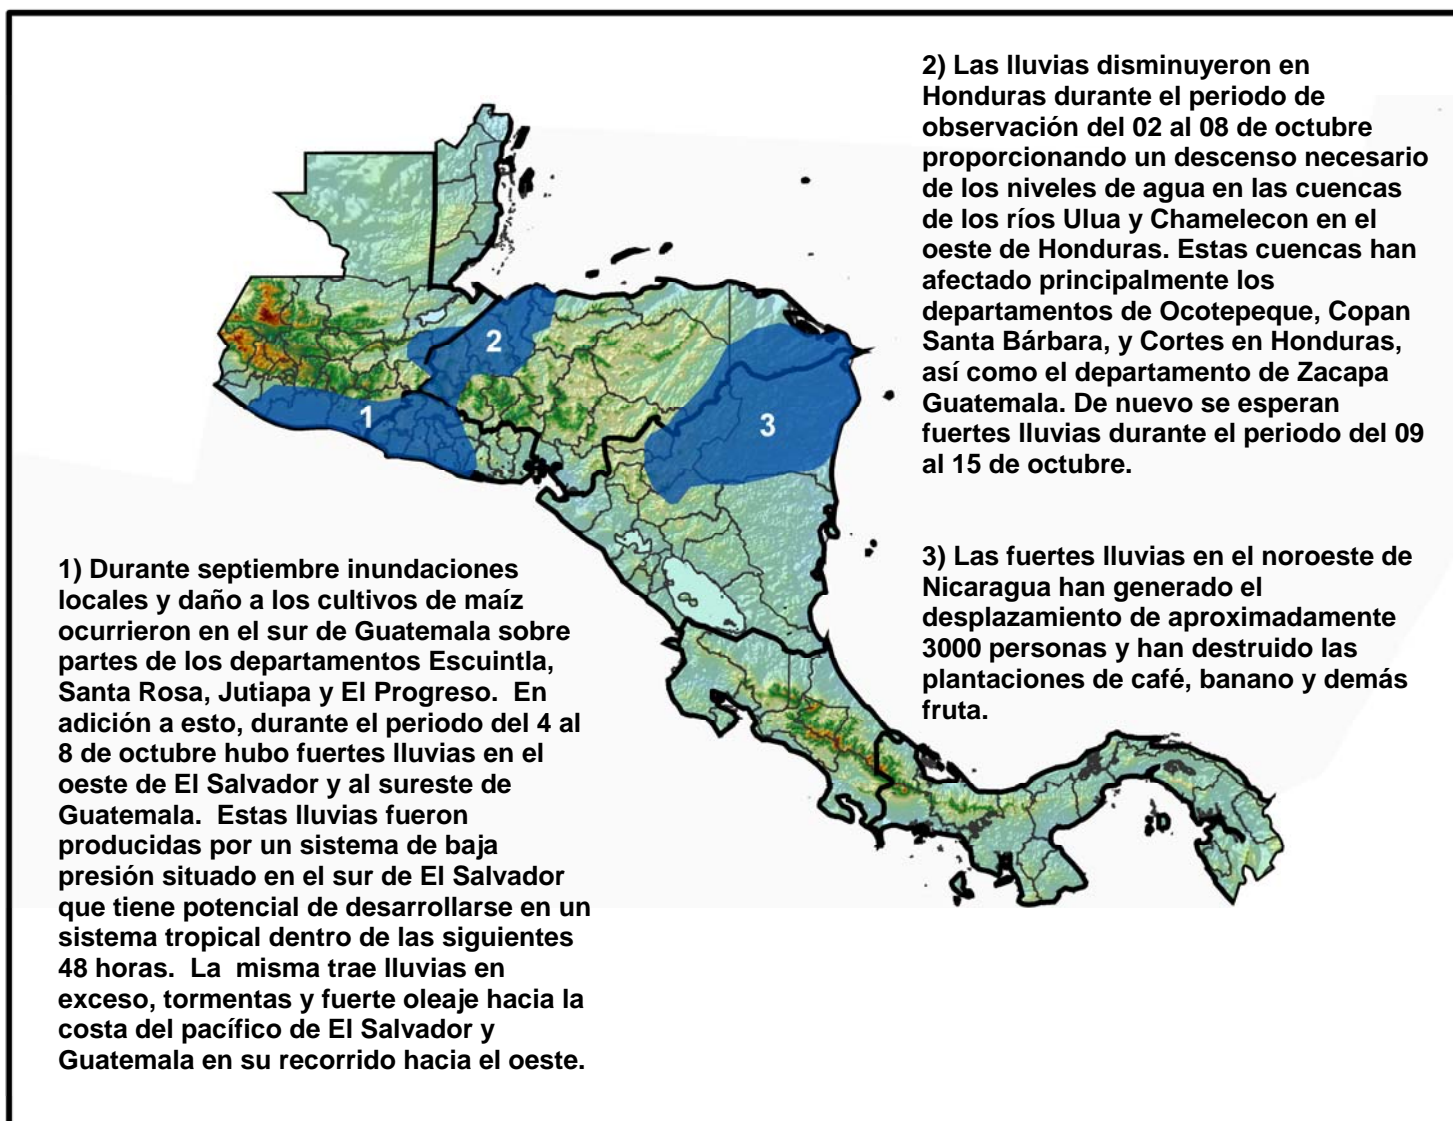 2) Las lluvias disminuyeron en
Honduras durante el periodo de
observación del 02 al 08 de octubre
proporcionando un descenso necesario
de los niveles de agua en las cuencas
de los ríos Ulua y Chamelecon en el
oeste de Honduras. Estas cuencas han
afectado principalmente los
departamentos de Ocotepeque, Copan
Santa Bárbara, y Cortes en Honduras,
así como el departamento de Zacapa
Guatemala. De nuevo se esperan
fuertes lluvias durante el periodo del 09
al 15 de octubre.
2
1
3
3) Las fuertes lluvias en el noroeste de
Nicaragua han generado el
desplazamiento de aproximadamente
3000 personas y han destruido las
plantaciones de café, banano y demás
fruta.
1) Durante septiembre inundaciones
locales y daño a los cultivos de maíz
ocurrieron en el sur de Guatemala sobre
partes de los departamentos Escuintla,
Santa Rosa, Jutiapa y El Progreso.  En
adición a esto, durante el periodo del 4 al
8 de octubre hubo fuertes lluvias en el
oeste de El Salvador y al sureste de
Guatemala.  Estas lluvias fueron
producidas por un sistema de baja
presión situado en el sur de El Salvador
que tiene potencial de desarrollarse en un
sistema tropical dentro de las siguientes
48 horas.  La  misma trae lluvias en
exceso, tormentas y fuerte oleaje hacia la
costa del pacífico de El Salvador y
Guatemala en su recorrido hacia el oeste.